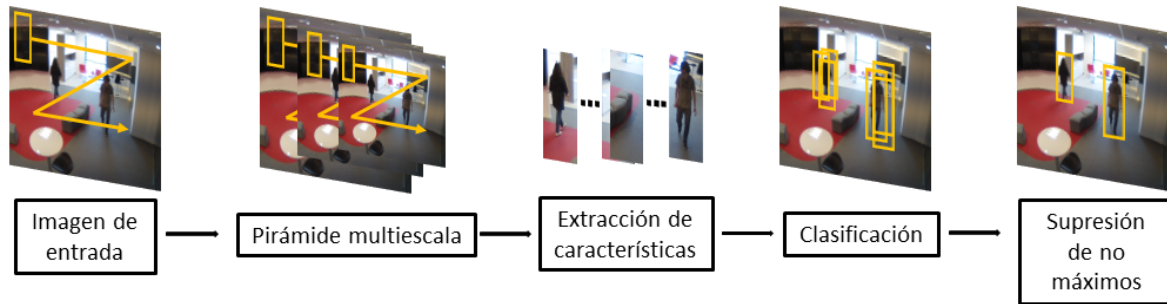 Imagen de
entrada
Pirámide multiescala
Extracción de
características
Clasificación
Supresión
de no
máximos